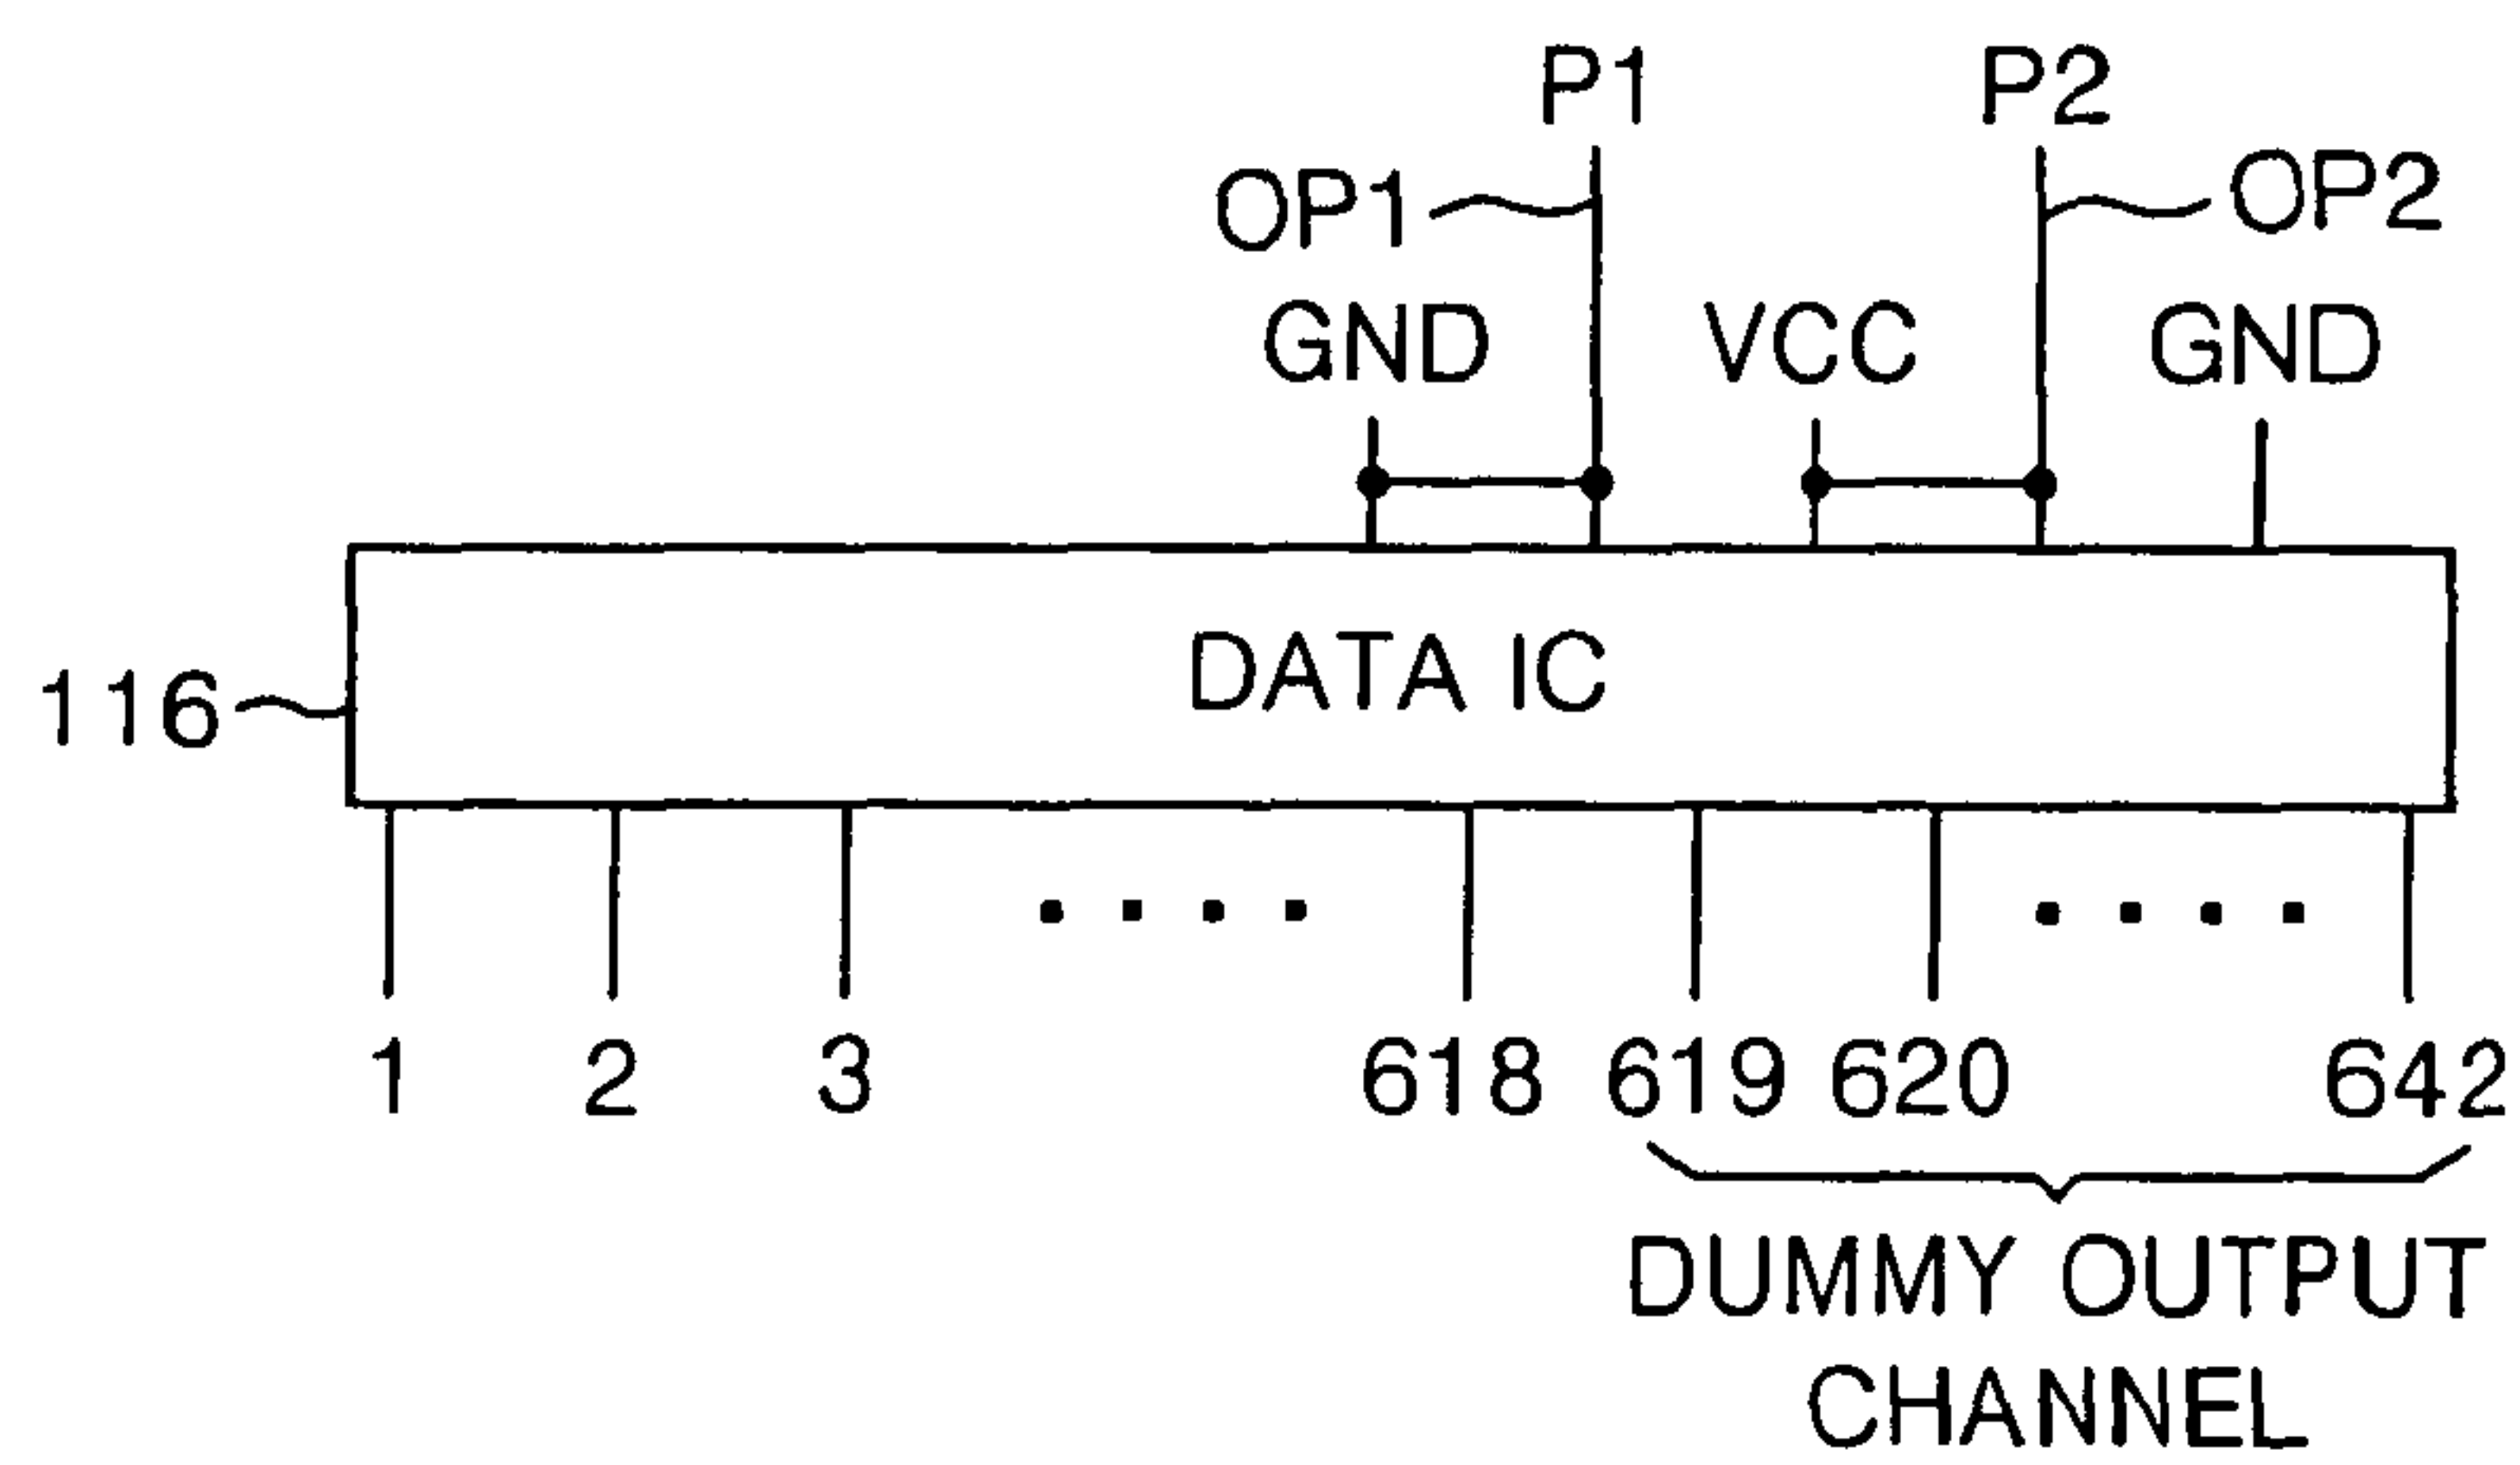 P1 P2
OP1 OP2
GND VCC GND
DATA IC
116
1 2 3 618 619 620 642
DUMMY OUTPUT
CHANNEL